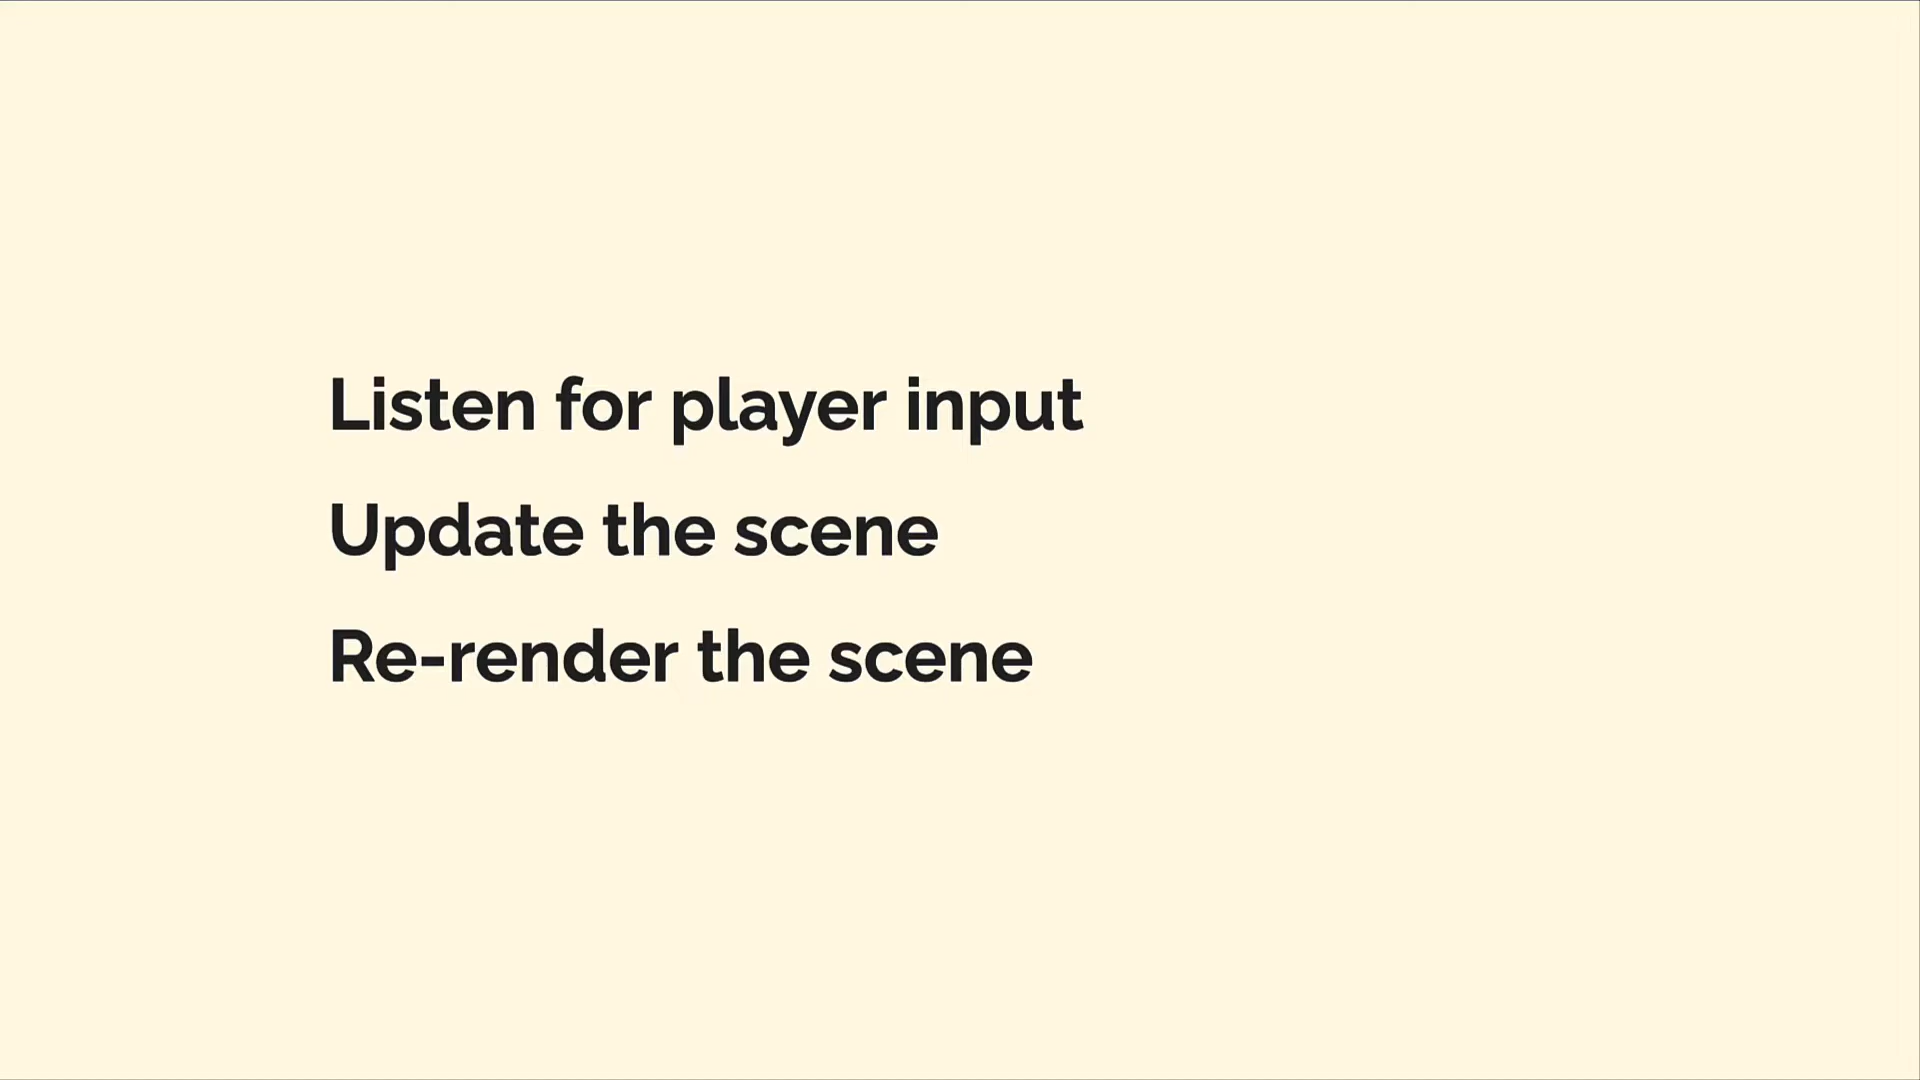 Listen for player input
Update the scene
Re-render the scene